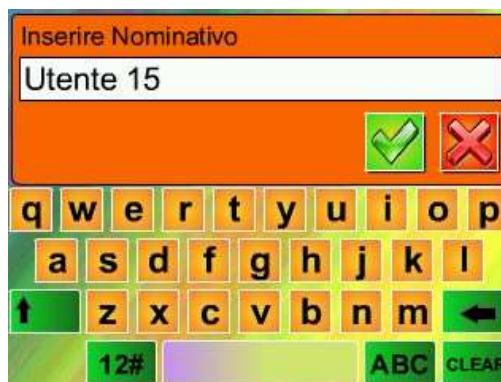 Inserire Nominativo
Utente 15
q w e r t y u i o p
a s d f g h j k l
z x c v b n m
12# ABC CLEAR